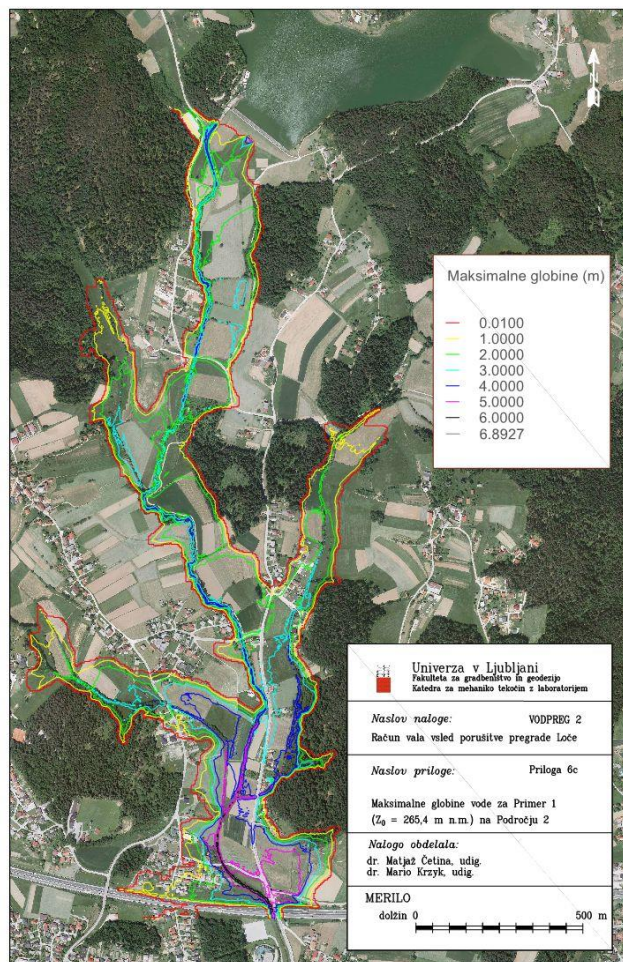 Maksimalne globine (m)
0.0100
1.0000
2.0000
3.0000
4.0000
5.0000
6.0000
6.8927
Univerza v Ljubljani
Fakulteta za gradbeništvo in geodezijo
Katedra za mehaniko tekočin z laboratorijem
Naslov naloge: VODPREG 2
Račun vala vsled porušitve pregrade Loče
Naslov priloge: Priloga 6c
Maksimalne globine vode za Primer 1
(Z₀ = 265,4 m n.m.) na Področju 2
Nalogo obdelala:
dr. Matjaž Četina, udig.
dr. Mario Krzyk, udig.
MERILO
dolžin 0 500 m